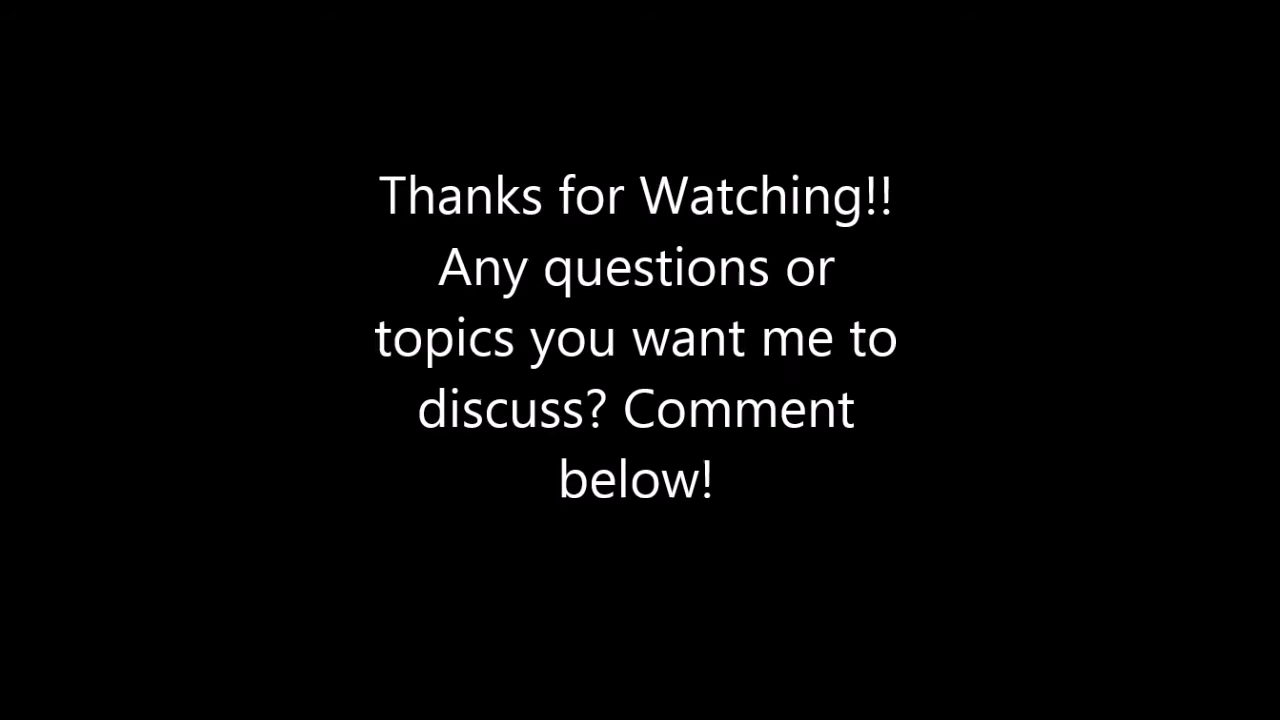 Thanks for Watching!!
Any questions or
topics you want me to
discuss? Comment
below!